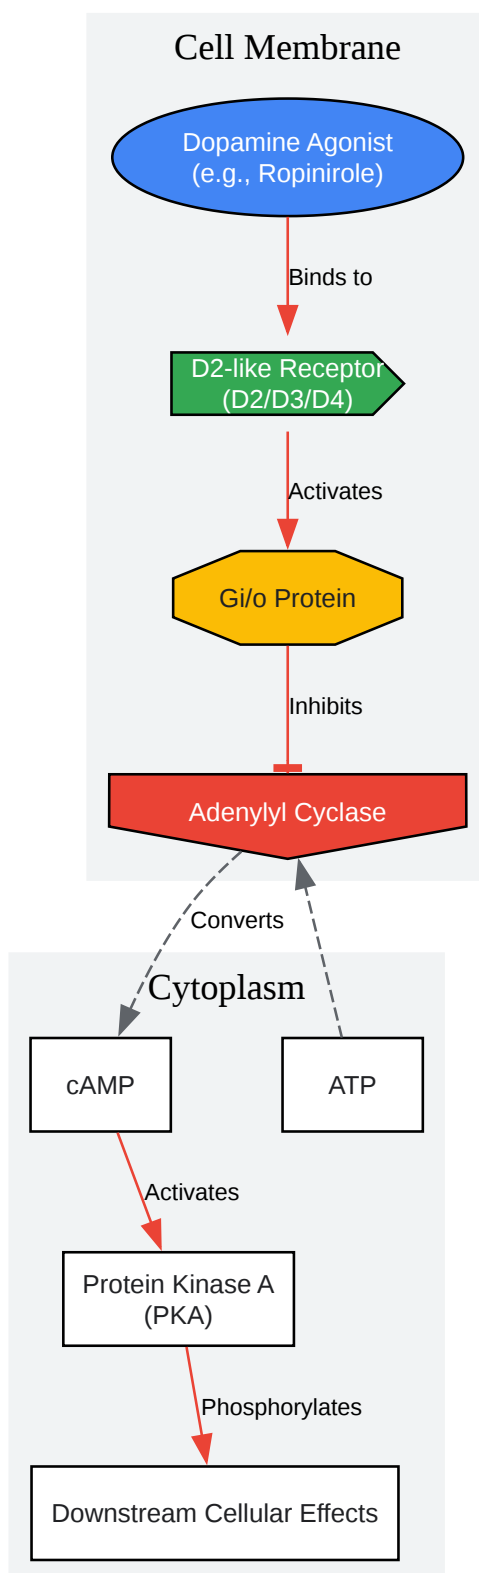 Cell Membrane
Dopamine Agonist
(e.g., Ropinirole)
Binds to
D2-like Receptor
(D2/D3/D4)
Activates
Gi/o Protein
Inhibits
Adenylyl Cyclase
Converts
Cytoplasm
cAMP
ATP
Activates
Protein Kinase A
(PKA)
Phosphorylates
Downstream Cellular Effects